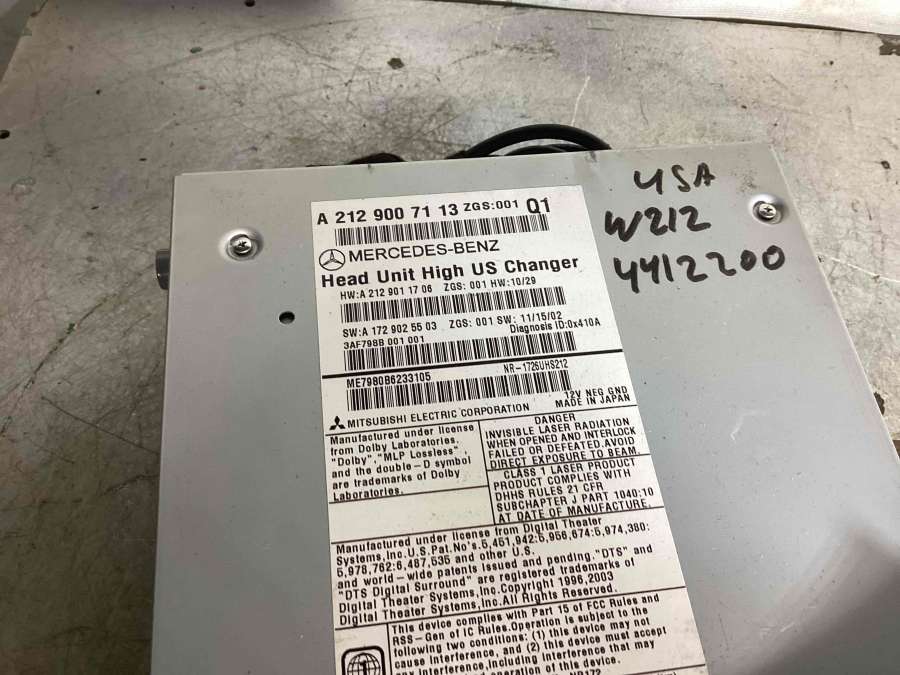 USA
W212
4412200
A 212 900 71 13 ZGS:001 Q1
MERCEDES-BENZ
Head Unit High US Changer
HW:A 212 901 17 06 ZGS: 001 HW:10/29
SW:A 172 902 55 03 ZGS: 001 SW: 11/15/02
3AF798B 001 001 Diagnosis ID:0x410A
ME7980B6233105 NR-1726UHS212
12V NEG GND
MADE IN JAPAN
MITSUBISHI ELECTRIC CORPORATION
Manufactured under license
from Dolby Laboratories.
"Dolby","MLP Lossless",
and the double-D symbol
are trademarks of Dolby
Laboratories.
DANGER
INVISIBLE LASER RADIATION
WHEN OPENED AND INTERLOCK
FAILED OR DEFEATED.AVOID
DIRECT EXPOSURE TO BEAM.
CLASS 1 LASER PRODUCT
PRODUCT COMPLIES WITH
DHHS RULES 21 CFR
SUBCHAPTER J PART 1040:10
AT DATE OF MANUFACTURE.
Manufactured under license from Digital Theater
Systems,Inc.U.S.Pat.No's.5,451,942:5,956,674:5,974,380:
5,978,762:6,487,535 and other U.S.
and world-wide patents issued and pending."DTS" and
"DTS Digital Surround" are registered trademarks of
Digital Theater Systems,Inc.Copyright 1996,2003
Digital Theater Systems,Inc.All Rights Reserved.
This device complies with Part 15 of FCC Rules and
RSS-Gen of IC Rules.Operation is subject to the
following two conditions: (1) this device may not
cause interference, and (2) this device must accept
any interference,including interference that may
operation of this device.